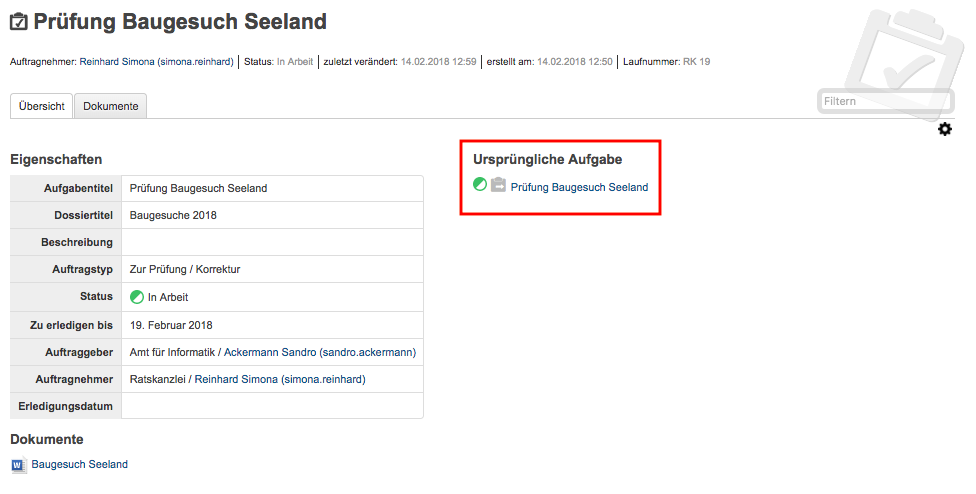 Prüfung Baugesuch Seeland
Auftragnehmer: Reinhard Simona (simona.reinhard) | Status: In Arbeit | zuletzt verändert: 14.02.2018 12:59 | erstellt am: 14.02.2018 12:50 | Laufnummer: RK 19
Filtern
Übersicht Dokumente
Eigenschaften
Aufgabentitel Prüfung Baugesuch Seeland
Dossiertitel Baugesuche 2018
Beschreibung
Auftragstyp Zur Prüfung / Korrektur
Status In Arbeit
Zu erledigen bis 19. Februar 2018
Auftraggeber Amt für Informatik / Ackermann Sandro (sandro.ackermann)
Auftragnehmer Ratskanzlei / Reinhard Simona (simona.reinhard)
Erledigungsdatum
Dokumente
W Baugesuch Seeland
Ursprüngliche Aufgabe
Prüfung Baugesuch Seeland